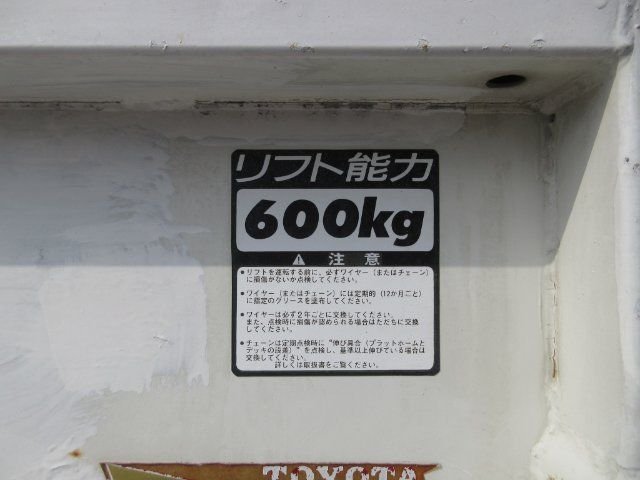 リフト能力
600kg
⚠ 注意
●リフトを運転する前に、必ずワイヤー（またはチェーン）
に損傷がないか点検してください。
●ワイヤー（またはチェーン）には定期的（12か月ごと）
に指定のグリースを塗布してください。
●ワイヤーは必ず2年ごとに交換してください。
また、点検時に損傷が認められる場合はただちに交換
してください。
●チェーンは定期点検時に"伸び具合（プラットホームと
デッキの段差）"を点検し、基準以上伸びている場合は
交換してください。
詳しくは取扱書をご覧ください。
TOYOTA